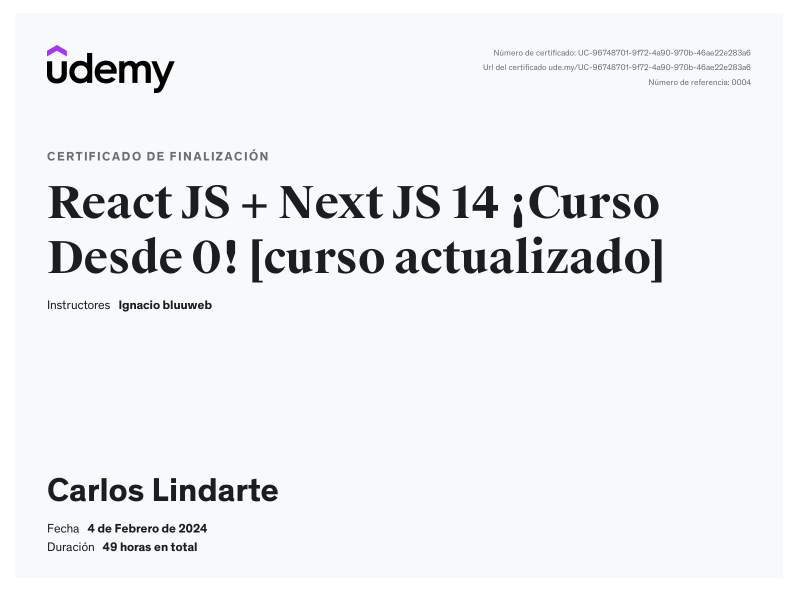 udemy
Número de certificado: UC-96748701-9f72-4a90-970b-46ae22e283a6
Url del certificado ude.my/UC-96748701-9f72-4a90-970b-46ae22e283a6
Número de referencia: 0004
CERTIFICADO DE FINALIZACIÓN
React JS + Next JS 14 ¡Curso
Desde 0! [curso actualizado]
Instructores Ignacio bluuweb
Carlos Lindarte
Fecha 4 de Febrero de 2024
Duración 49 horas en total